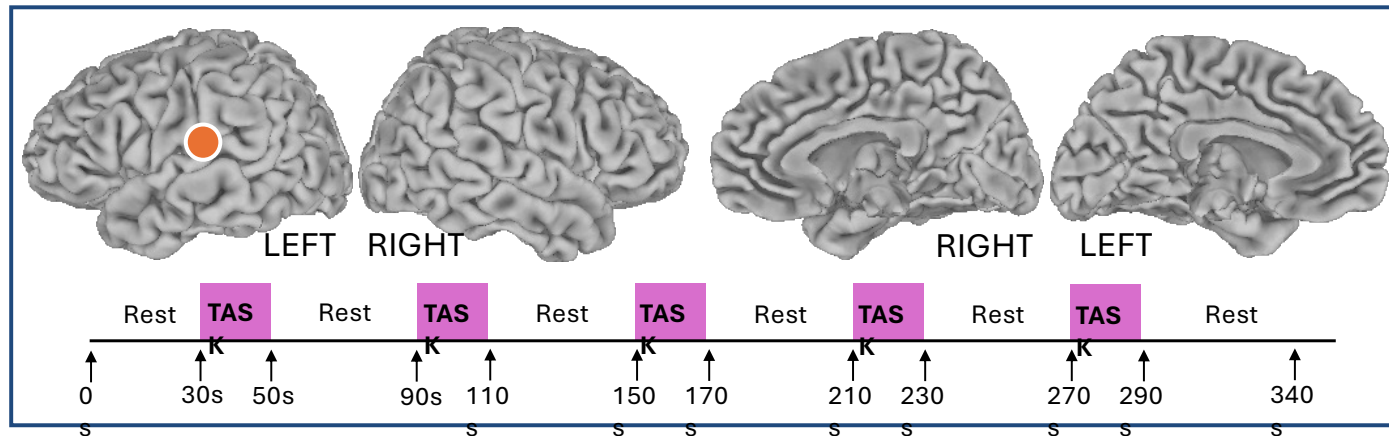 LEFT RIGHT RIGHT LEFT
Rest TAS Rest TAS Rest TAS Rest TAS Rest TAS Rest
K K K K K
0 30s 50s 90s 110 150 170 210 230 270 290 340
s s s s s s s s s